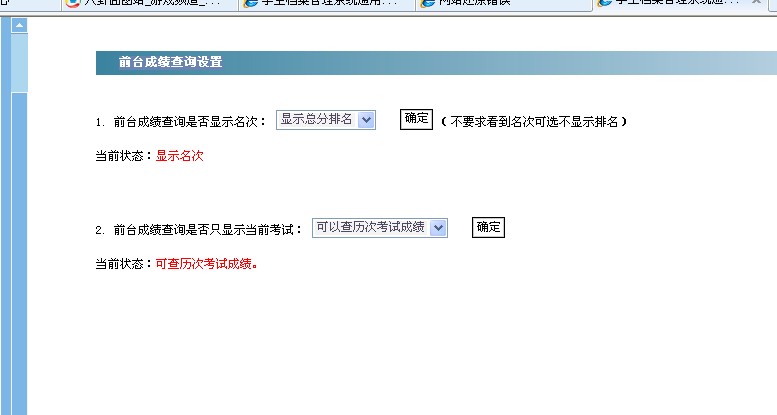 八卦图图站_游戏频道_...
学生档案管理系统通用...
网站还原错误
学生档案管理系统通...
前台成绩查询设置
1. 前台成绩查询是否显示名次： 显示总分排名 确定 （不要求看到名次可选不显示排名）
当前状态：显示名次
2. 前台成绩查询是否只显示当前考试： 可以查历次考试成绩 确定
当前状态：可查历次考试成绩。